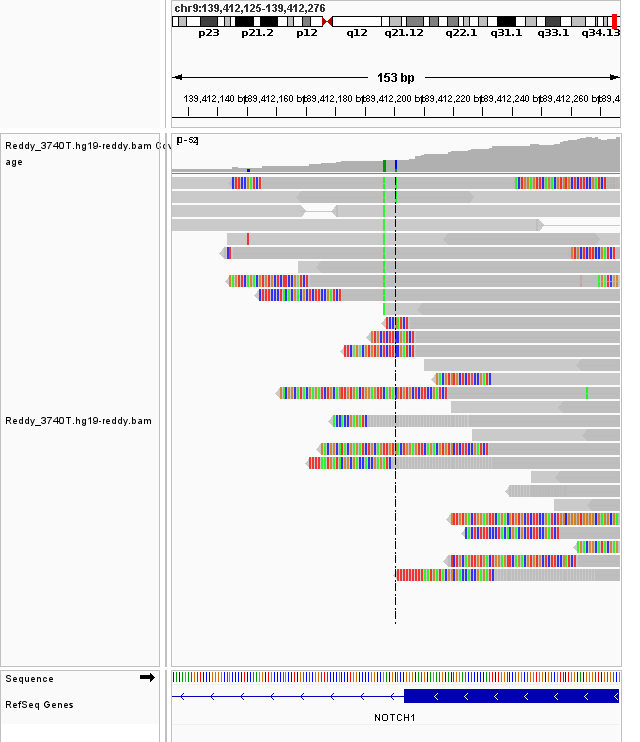 chr9:139,412,125-139,412,276
p23 p21.2 p12 q12 q21.12 q22.1 q31.1 q33.1 q34.13
153 bp
139,412,140 bp 139,412,160 bp 139,412,180 bp 139,412,200 bp 139,412,220 bp 139,412,240 bp 139,412,260 bp
Reddy_3740T.hg19-reddy.bam Cov
age
[0-52]
Reddy_3740T.hg19-reddy.bam
Sequence
RefSeq Genes
NOTCH1